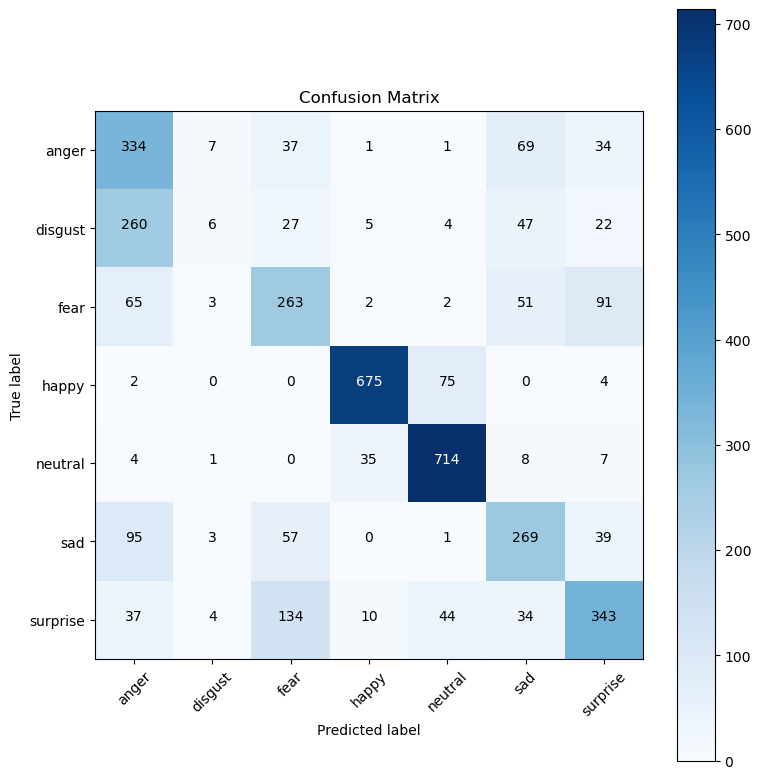 Confusion Matrix
anger 334 7 37 1 1 69 34
disgust 260 6 27 5 4 47 22
fear 65 3 263 2 2 51 91
happy 2 0 0 675 75 0 4
neutral 4 1 0 35 714 8 7
sad 95 3 57 0 1 269 39
surprise 37 4 134 10 44 34 343
anger disgust fear happy neutral sad surprise
Predicted label
True label
700
600
500
400
300
200
100
0